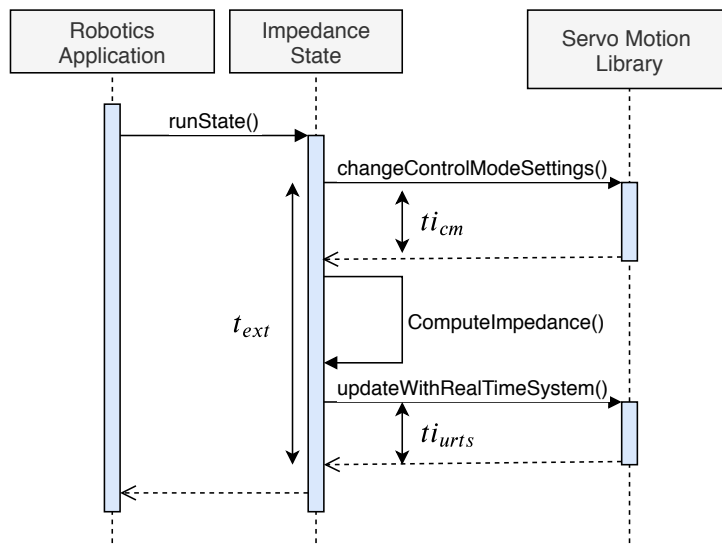 Robotics
Application
Impedance
State
Servo Motion
Library
runState()
changeControlModeSettings()
ti_cm
t_ext
ComputeImpedance()
updateWithRealTimeSystem()
ti_urts